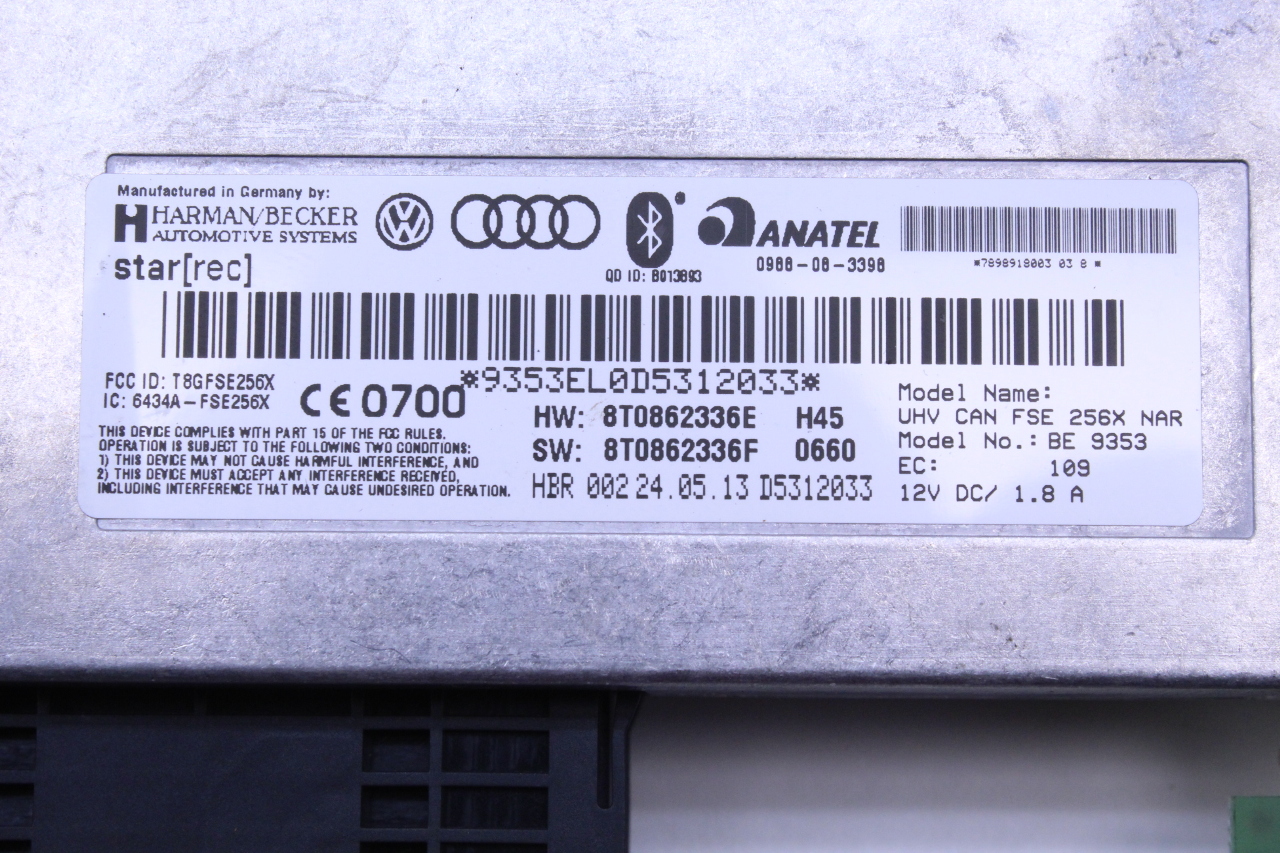 Manufactured in Germany by:
HARMAN/BECKER
AUTOMOTIVE SYSTEMS
star[rec]
QD ID: B013893
ANATEL
0988-08-3398
*7898918003 03 8 *
*9353EL0D5312033*
FCC ID: T8GFSE256X
IC: 6434A-FSE256X
CE 0700
THIS DEVICE COMPLIES WITH PART 15 OF THE FCC RULES.
OPERATION IS SUBJECT TO THE FOLLOWING TWO CONDITIONS:
1) THIS DEVICE MAY NOT CAUSE HARMFUL INTERFERENCE, AND
2) THIS DEVICE MUST ACCEPT ANY INTERFERENCE RECEIVED,
INCLUDING INTERFERENCE THAT MAY CAUSE UNDESIRED OPERATION.
HW: 8T0862336E H45
SW: 8T0862336F 0660
HBR 002 24.05.13 D5312033
Model Name:
UHV CAN FSE 256X NAR
Model No.: BE 9353
EC: 109
12V DC/ 1.8 A